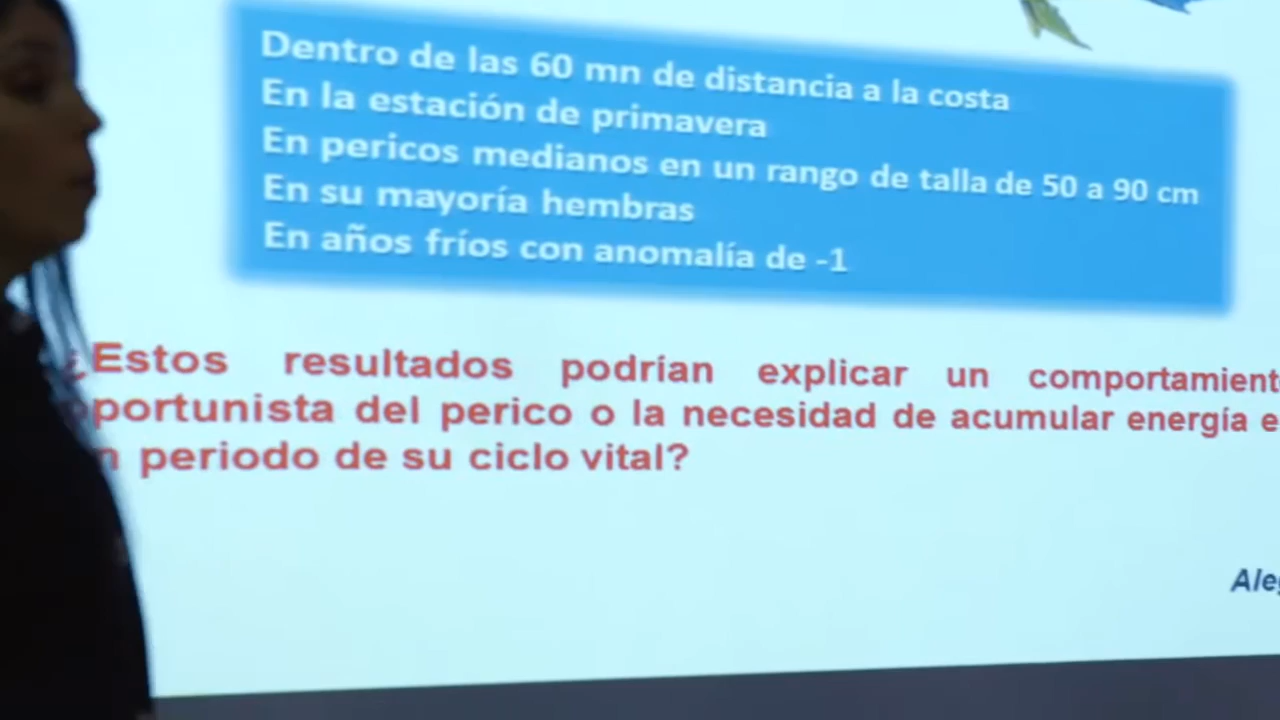 Dentro de las 60 mn de distancia a la costa
En la estación de primavera
En pericos medianos en un rango de talla de 50 a 90 cm
En su mayoría hembras
En años fríos con anomalía de -1
¿Estos resultados podrían explicar un comportament
portunista del perico o la necesidad de acumular energía e
n periodo de su ciclo vital?
Aleg